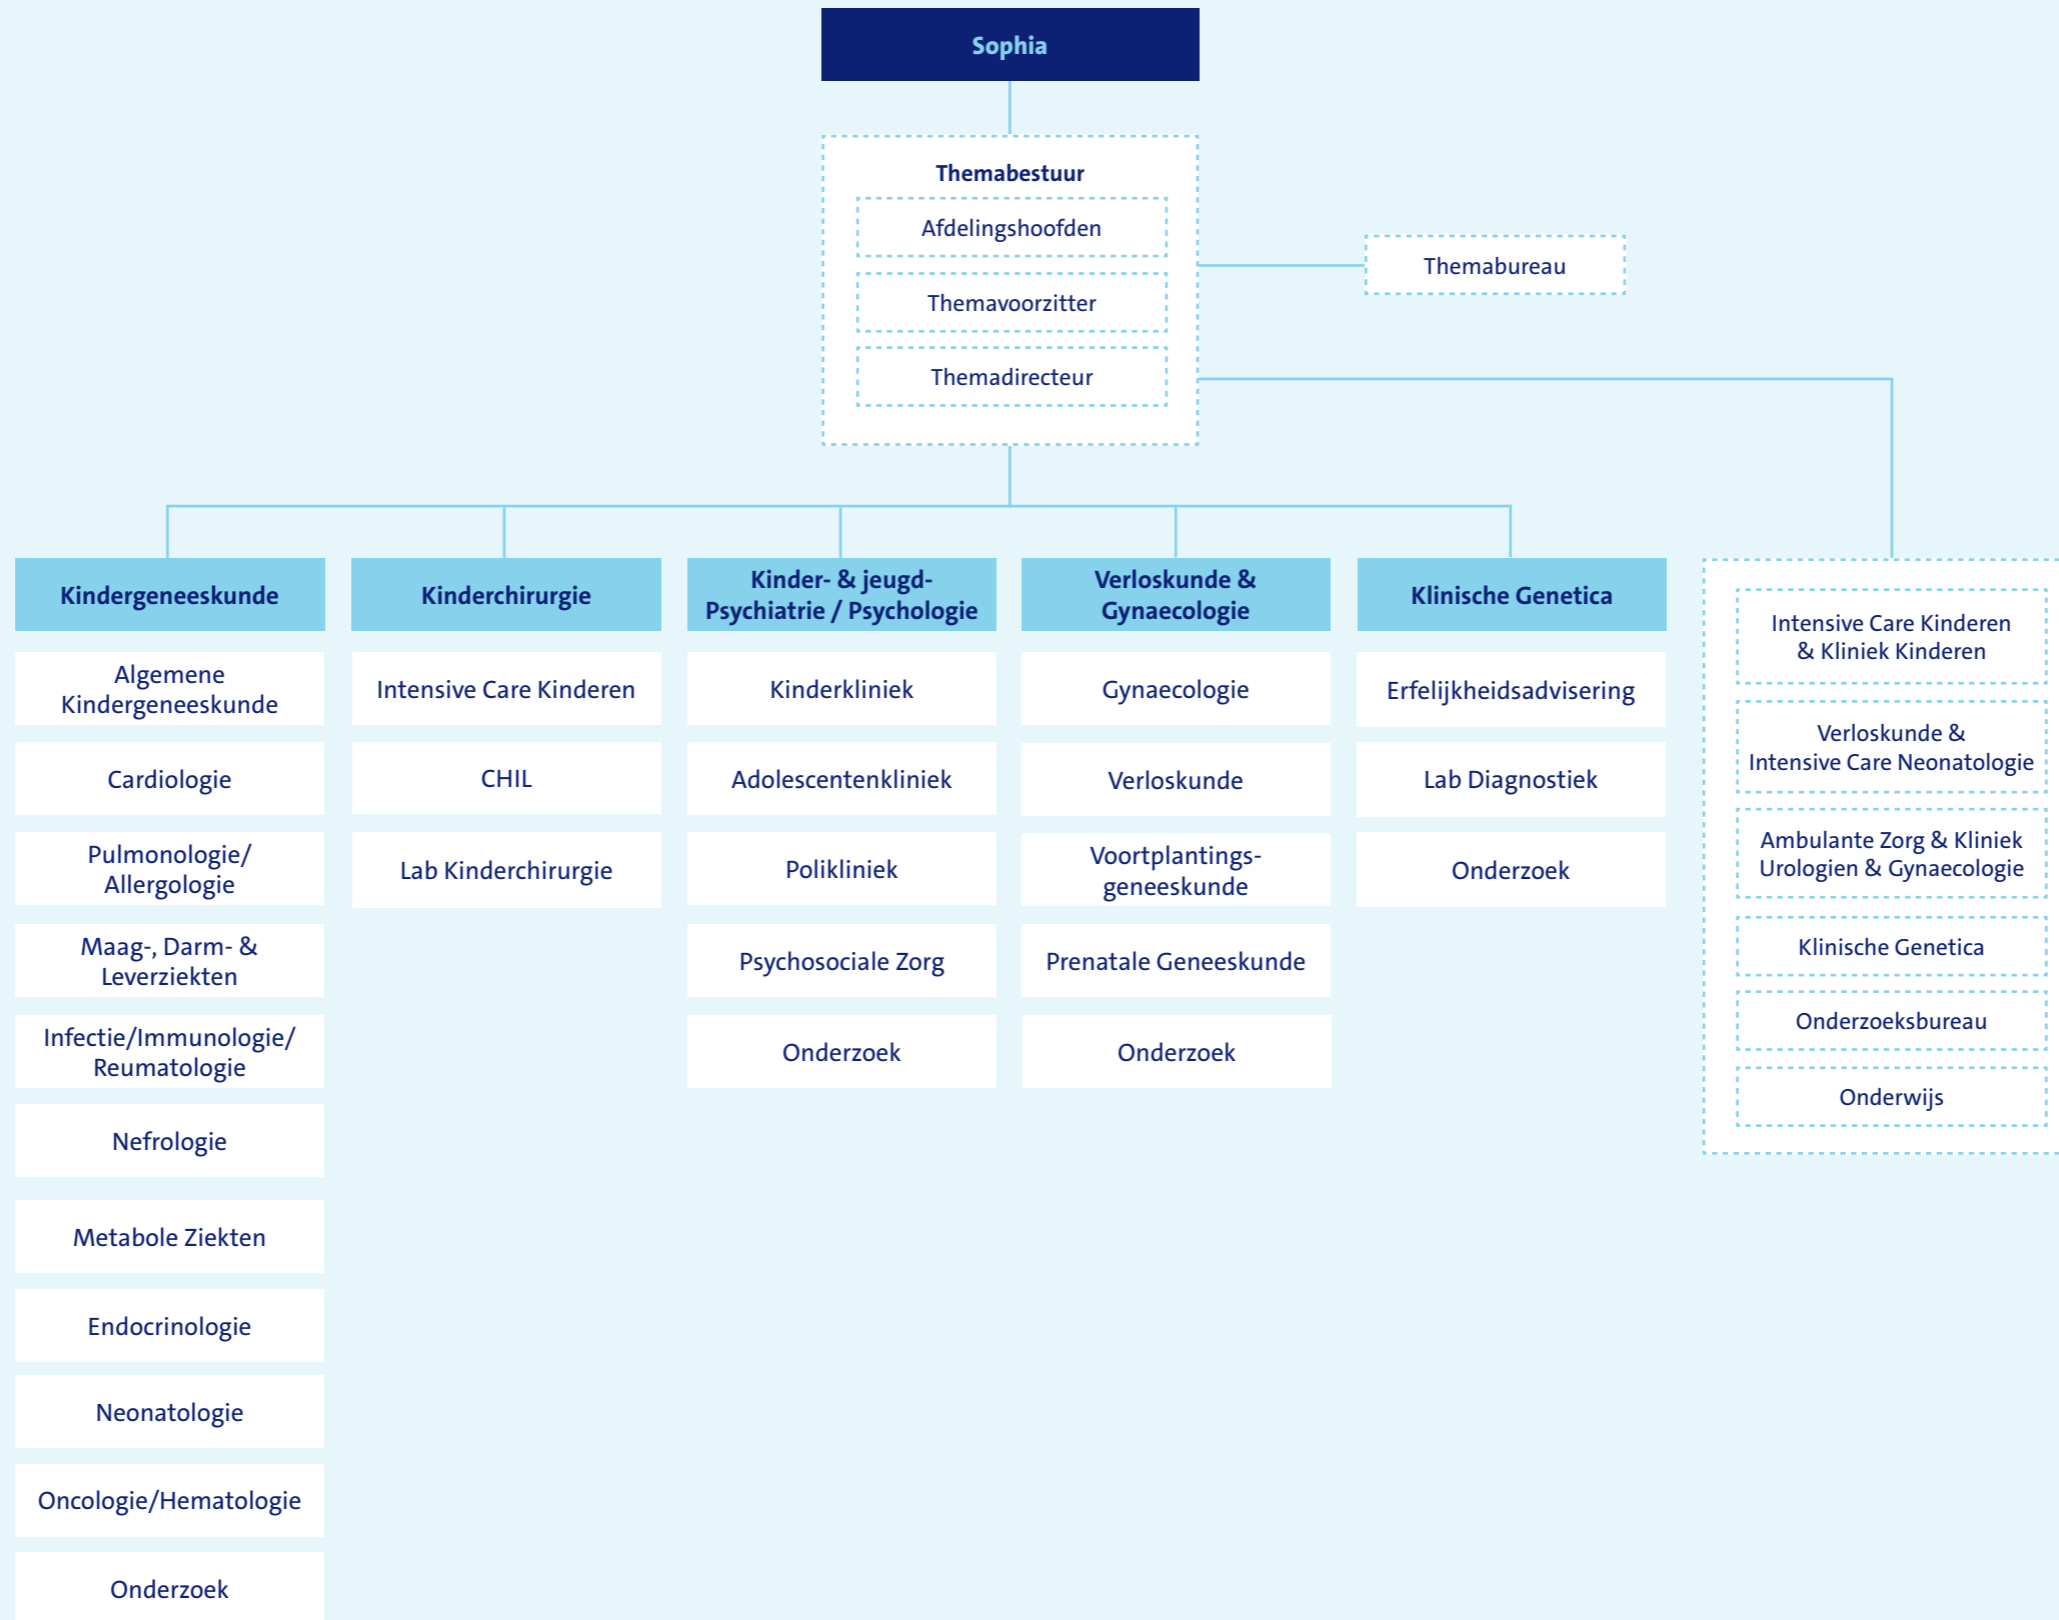 Sophia
Themabestuur
Afdelingshoofden
Themavoorzitter
Themadirecteur
Themabureau
Kindergeneeskunde
Algemene
Kindergeneeskunde
Cardiologie
Pulmonologie/
Allergologie
Maag-, Darm- &
Leverziekten
Infectie/Immunologie/
Reumatologie
Nefrologie
Metabole Ziekten
Endocrinologie
Neonatologie
Oncologie/Hematologie
Onderzoek
Kinderchirurgie
Intensive Care Kinderen
CHIL
Lab Kinderchirurgie
Kinder- & jeugd-
Psychiatrie / Psychologie
Kinderkliniek
Adolescentenkliniek
Polikliniek
Psychosociale Zorg
Onderzoek
Verloskunde &
Gynaecologie
Gynaecologie
Verloskunde
Voortplantings-
geneeskunde
Prenatale Geneeskunde
Onderzoek
Klinische Genetica
Erfelijkheidsadvisering
Lab Diagnostiek
Onderzoek
Intensive Care Kinderen
& Kliniek Kinderen
Verloskunde &
Intensive Care Neonatologie
Ambulante Zorg & Kliniek
Urologien & Gynaecologie
Klinische Genetica
Onderzoeksbureau
Onderwijs